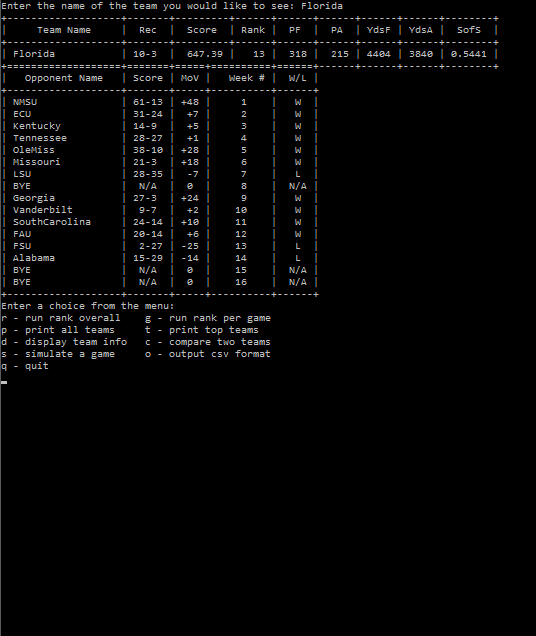 Enter the name of the team you would like to see: Florida
+-------------------+-------+---------+------+-----+------+------+------+--------+
|     Team Name     |  Rec  |  Score  | Rank | PF  |  PA  | YdsF | YdsA |  SofS  |
+-------------------+-------+---------+------+-----+------+------+------+--------+
| Florida           | 10-3  |  647.39 |  13  | 318 |  215 | 4404 | 3840 | 0.5441 |
+===================+=======+=====+==========+======+------+------+------+--------+
|   Opponent Name   | Score | MoV |   Week # | W/L |
+-------------------+-------+-----+----------+------+
| NMSU              | 61-13 | +48 |     1    |  W  |
| ECU               | 31-24 |  +7 |     2    |  W  |
| Kentucky          | 14-9  |  +5 |     3    |  W  |
| Tennessee         | 28-27 |  +1 |     4    |  W  |
| OleMiss           | 38-10 | +28 |     5    |  W  |
| Missouri          | 21-3  | +18 |     6    |  W  |
| LSU               | 28-35 |  -7 |     7    |  L  |
| BYE               |  N/A  |  0  |     8    | N/A |
| Georgia           | 27-3  | +24 |     9    |  W  |
| Vanderbilt        |  9-7  |  +2 |    10    |  W  |
| SouthCarolina     | 24-14 | +10 |    11    |  W  |
| FAU               | 20-14 |  +6 |    12    |  W  |
| FSU               |  2-27 | -25 |    13    |  L  |
| Alabama           | 15-29 | -14 |    14    |  L  |
| BYE               |  N/A  |  0  |    15    | N/A |
| BYE               |  N/A  |  0  |    16    | N/A |
+-------------------+-------+-----+----------+------+
Enter a choice from the menu:
r - run rank overall    g - run rank per game
p - print all teams     t - print top teams
d - display team info   c - compare two teams
s - simulate a game     o - output csv format
q - quit